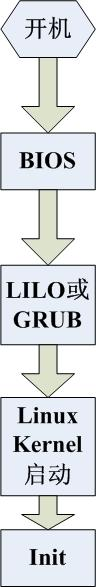 开机
BIOS
LILO或
GRUB
Linux
Kernel
启动
Init